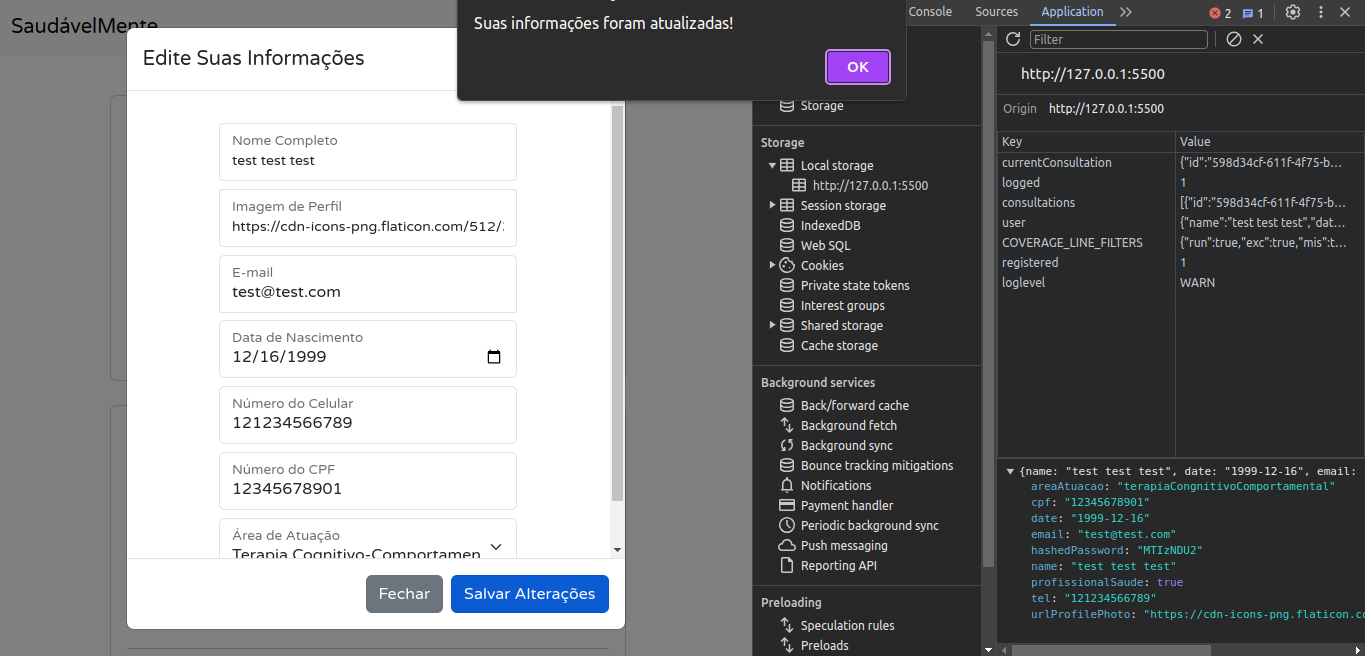 SaudávelMente
Edite Suas Informações
Suas informações foram atualizadas!
OK
Nome Completo
test test test
Imagem de Perfil
https://cdn-icons-png.flaticon.com/512/
E-mail
test@test.com
Data de Nascimento
12/16/1999
Número do Celular
121234566789
Número do CPF
12345678901
Área de Atuação
Terapia Cognitivo-Comportamen
Fechar
Salvar Alterações
Console
Sources
Application
2
1
Storage
Storage
Local storage
http://127.0.0.1:5500
Session storage
IndexedDB
Web SQL
Cookies
Private state tokens
Interest groups
Shared storage
Cache storage
Background services
Back/forward cache
Background fetch
Background sync
Bounce tracking mitigations
Notifications
Payment handler
Periodic background sync
Push messaging
Reporting API
Preloading
Speculation rules
Preloads
Filter
http://127.0.0.1:5500
Origin http://127.0.0.1:5500
Key Value
currentConsultation {"id":"598d34cf-611f-4f75-b...
logged 1
consultations [{"id":"598d34cf-611f-4f75-b...
user {"name":"test test test","dat...
COVERAGE_LINE_FILTERS {"run":true,"exc":true,"mis":t...
registered 1
loglevel WARN
{name: "test test test", date: "1999-12-16", email:
areaAtuacao: "terapiaCongnitivoComportamental"
cpf: "12345678901"
date: "1999-12-16"
email: "test@test.com"
hashedPassword: "MTIzNDU2"
name: "test test test"
profissionalSaude: true
tel: "121234566789"
urlProfilePhoto: "https://cdn-icons-png.flaticon.co